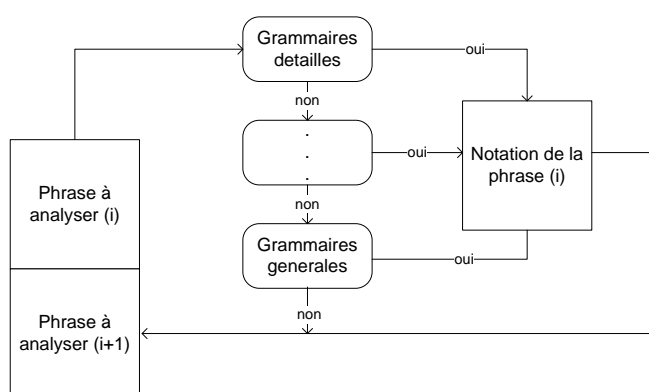 Grammaires
detailles
oui
non
.
.
.
oui
Notation de la
phrase (i)
Phrase à
analyser (i)
non
Grammaires
generales
oui
non
Phrase à
analyser (i+1)